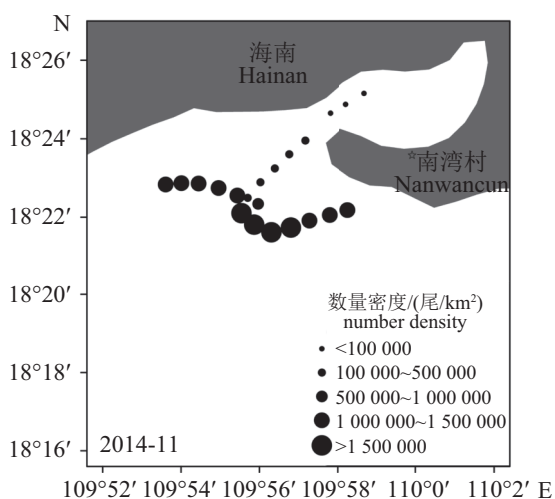 N
海南
Hainan
18°26′
18°24′
☆南湾村
Nanwancun
18°22′
18°20′
18°18′
18°16′
数量密度/(尾/km²)
number density
<100 000
100 000~500 000
500 000~1 000 000
1 000 000~1 500 000
>1 500 000
2014-11
109°52′ 109°54′ 109°56′ 109°58′ 110°0′ 110°2′ E